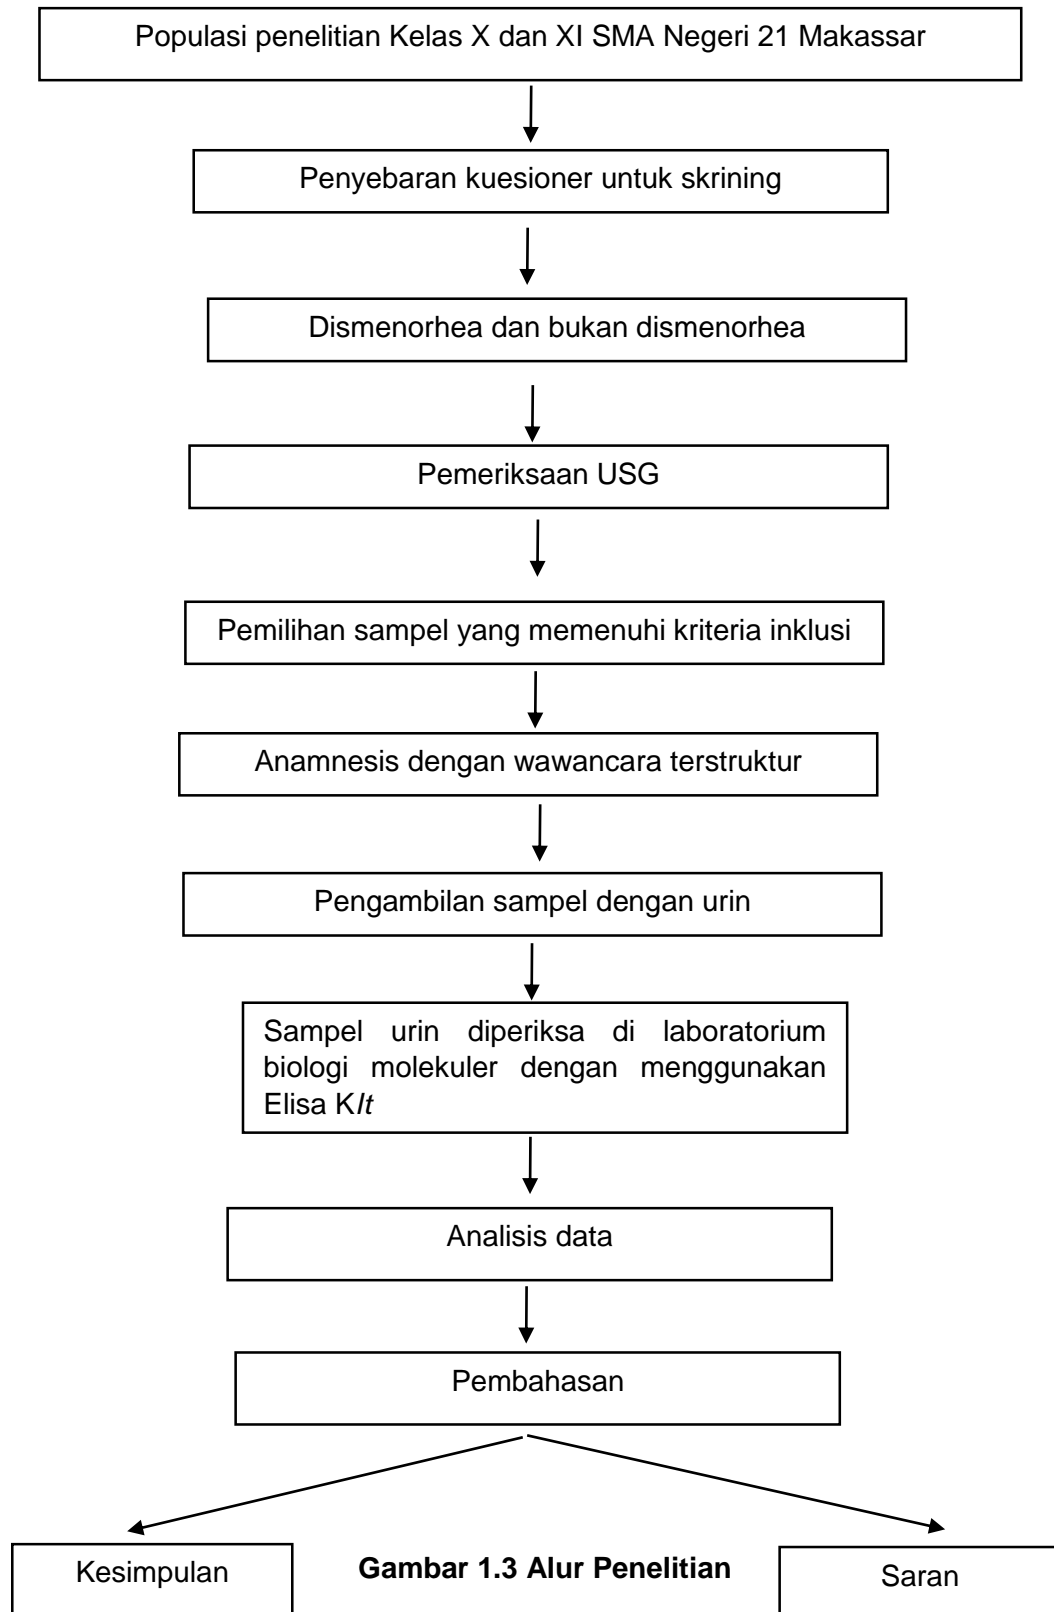 Populasi penelitian Kelas X dan XI SMA Negeri 21 Makassar
Penyebaran kuesioner untuk skrining
Dismenorhea dan bukan dismenorhea
Pemeriksaan USG
Pemilihan sampel yang memenuhi kriteria inklusi
Anamnesis dengan wawancara terstruktur
Pengambilan sampel dengan urin
Sampel urin diperiksa di laboratorium
biologi molekuler dengan menggunakan
Elisa KIt
Analisis data
Pembahasan
Kesimpulan
Gambar 1.3 Alur Penelitian
Saran